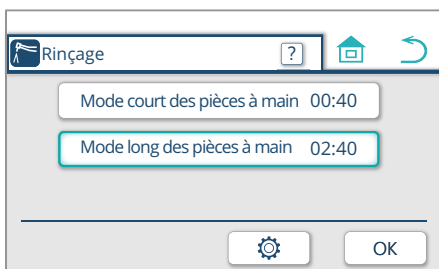 Rinçage ?
Mode court des pièces à main 00:40
Mode long des pièces à main 02:40
OK